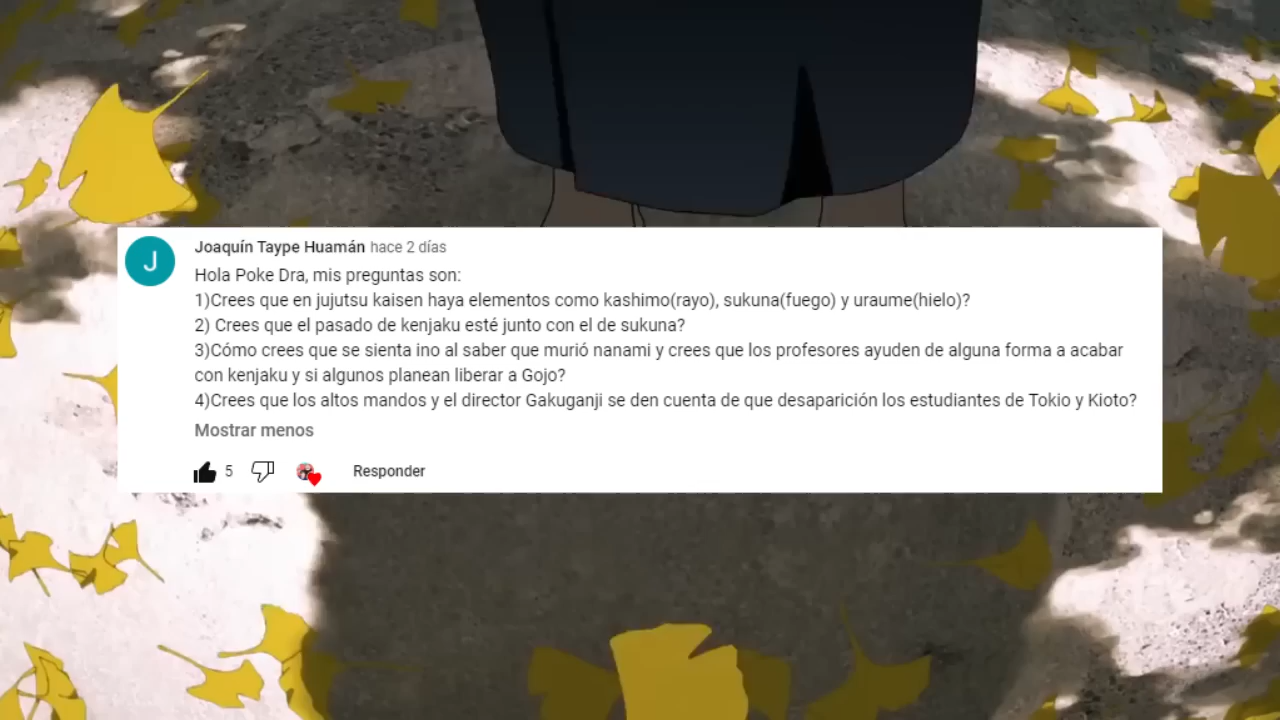 J
Joaquín Taype Huamán hace 2 días
Hola Poke Dra, mis preguntas son:
1)Crees que en jujutsu kaisen haya elementos como kashimo(rayo), sukuna(fuego) y uraume(hielo)?
2) Crees que el pasado de kenjaku esté junto con el de sukuna?
3)Cómo crees que se sienta ino al saber que murió nanami y crees que los profesores ayuden de alguna forma a acabar
con kenjaku y si algunos planean liberar a Gojo?
4)Crees que los altos mandos y el director Gakuganji se den cuenta de que desaparición los estudiantes de Tokio y Kioto?
Mostrar menos
5 Responder